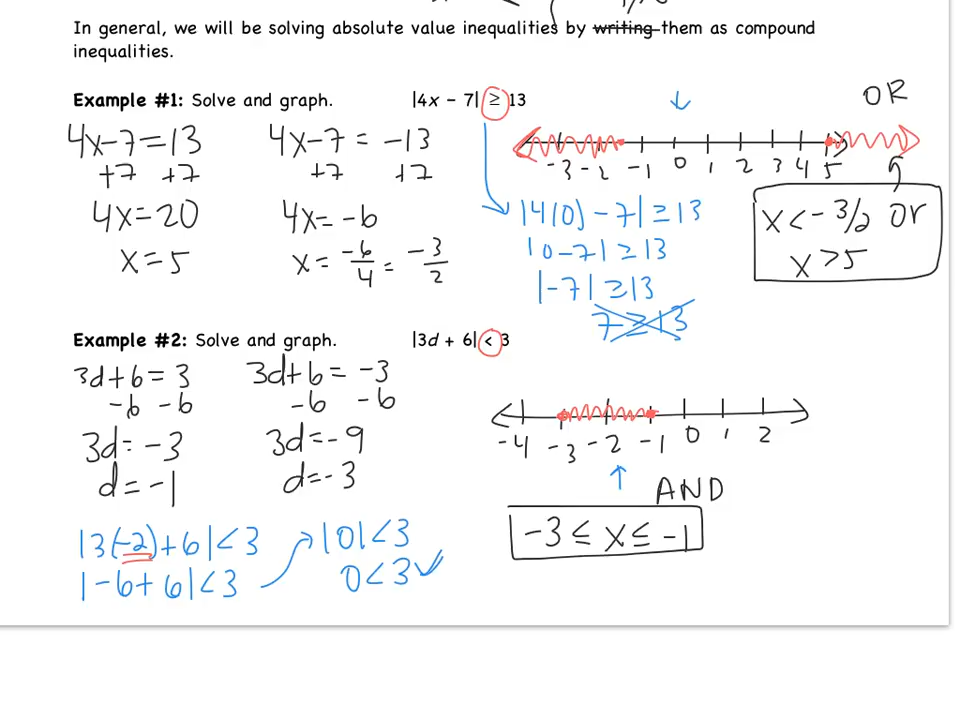 In general, we will be solving absolute value inequalities by writing them as compound
inequalities.
Example #1: Solve and graph. |4x − 7| ≥ 13
OR
4x-7=13
+7 +7
4x=20
x=5
4x-7=-13
+7 +7
4x=-6
x=-6/4=-3/2
-3 -2 -1 0 1 2 3 4 5
|4(0)-7|≥13
|0-7|≥13
|-7|≥13
7≥13
x<-3/2 or
x>5
Example #2: Solve and graph. |3d + 6| < 3
3d+6=3
-6 -6
3d=-3
d=-1
3d+6=-3
-6 -6
3d=-9
d=-3
-4 -3 -2 -1 0 1 2
AND
-3≤x≤-1
|3(-2)+6|<3
|-6+6|<3
|0|<3
0<3